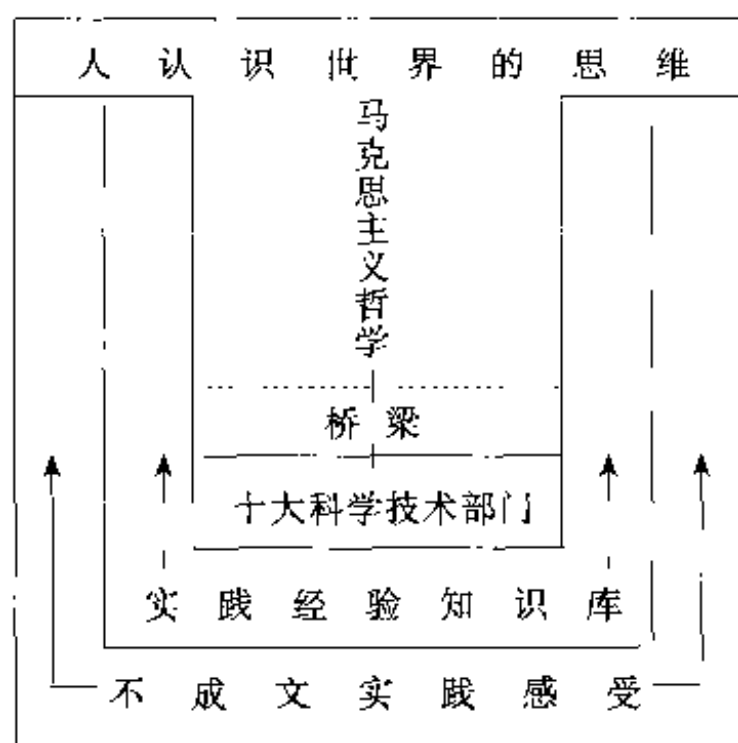 人认识世界的思维
马克思主义哲学
桥梁
十大科学技术部门
实践经验知识库
不成文实践感受